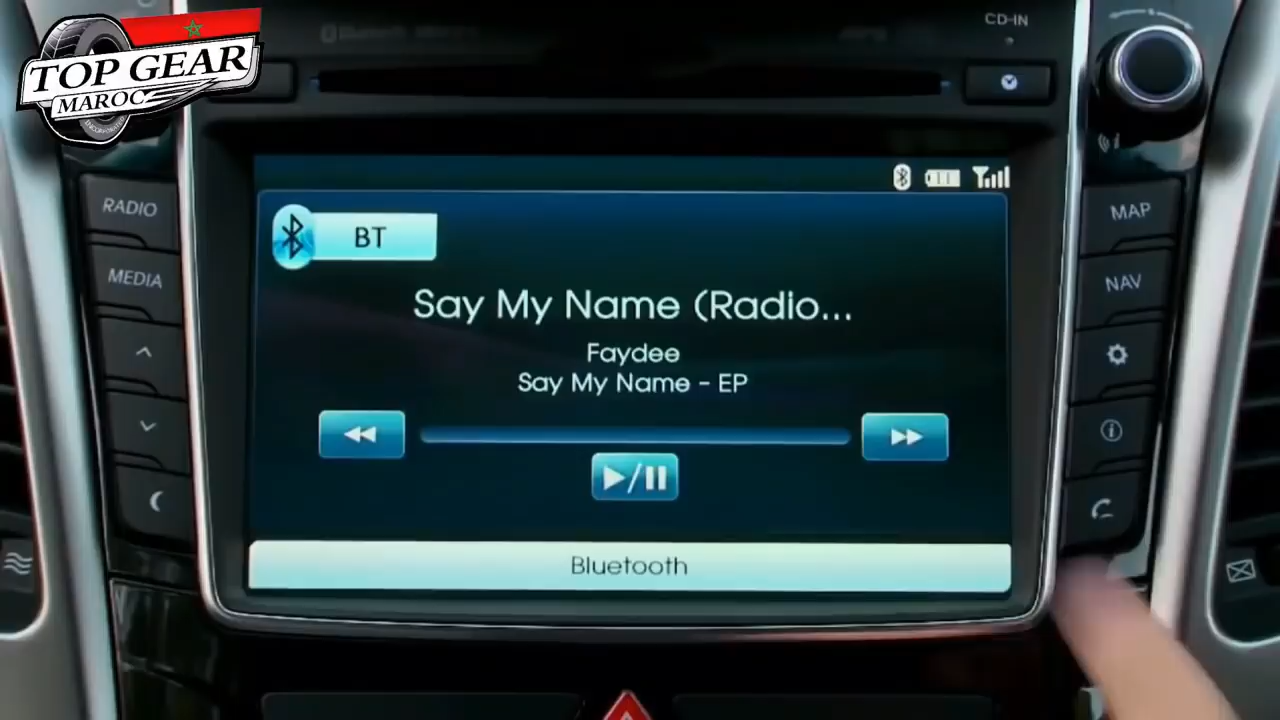 TOP GEAR
MAROC
CD-IN
RADIO
MEDIA
MAP
NAV
BT
Say My Name (Radio...
Faydee
Say My Name - EP
Bluetooth